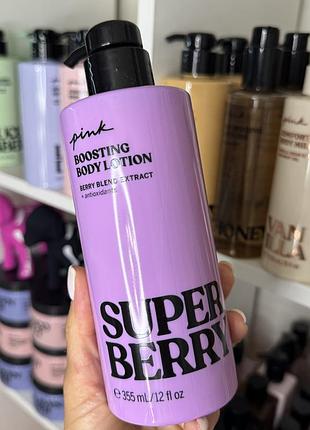 pink
BOOSTING
BODY LOTION
BERRY BLEND EXTRACT
+ antioxidants
SUPER
BERRY
℮ 355 mL/12 fl oz